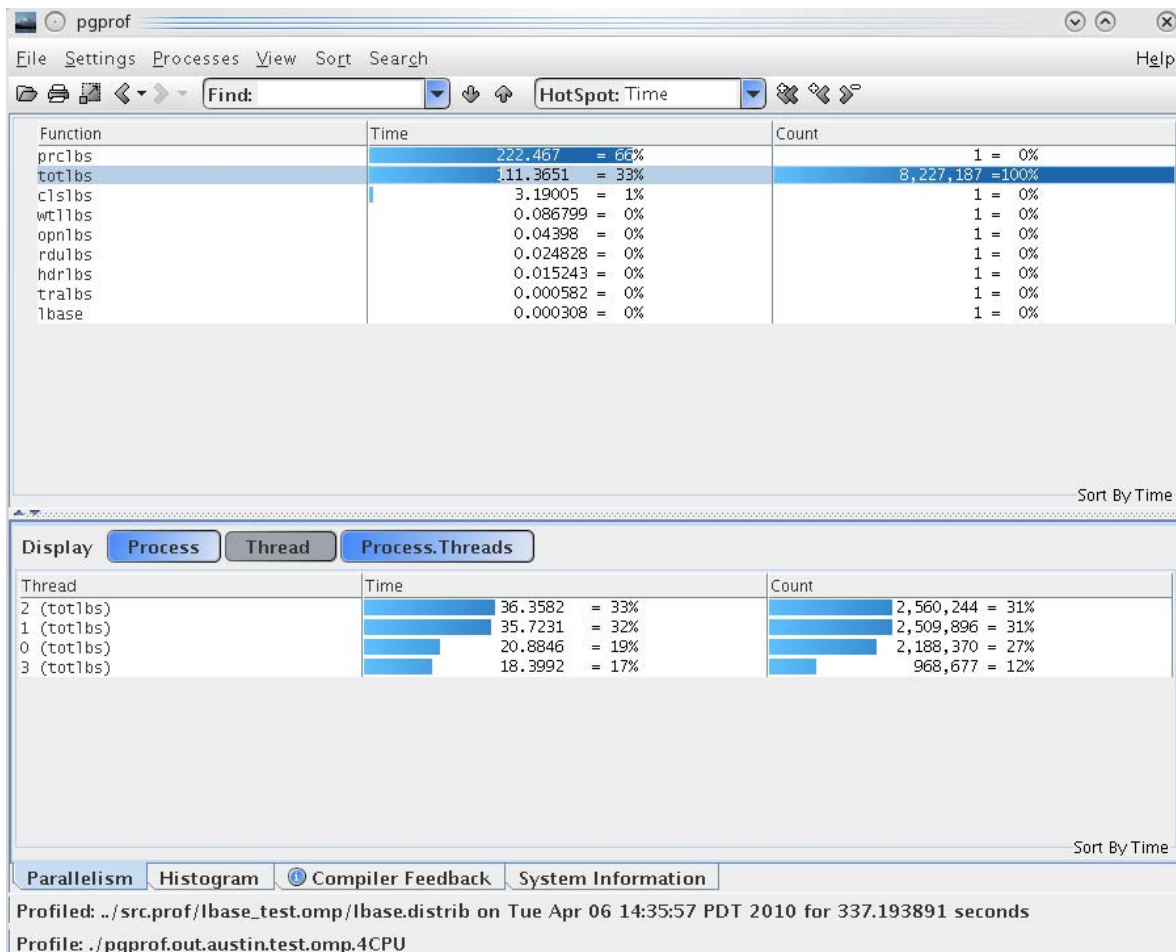 pgprof
File Settings Processes View Sort Search Help
Find: HotSpot: Time
Function Time Count
prclbs 222.467 = 66% 1 = 0%
totlbs 111.3651 = 33% 8,227,187 =100%
clslbs 3.19005 = 1% 1 = 0%
wtllbs 0.086799 = 0% 1 = 0%
opnlbs 0.04398 = 0% 1 = 0%
rdulbs 0.024828 = 0% 1 = 0%
hdrlbs 0.015243 = 0% 1 = 0%
tralbs 0.000582 = 0% 1 = 0%
lbase 0.000308 = 0% 1 = 0%
Sort By Time
Display Process Thread Process.Threads
Thread Time Count
2 (totlbs) 36.3582 = 33% 2,560,244 = 31%
1 (totlbs) 35.7231 = 32% 2,509,896 = 31%
0 (totlbs) 20.8846 = 19% 2,188,370 = 27%
3 (totlbs) 18.3992 = 17% 968,677 = 12%
Sort By Time
Parallelism Histogram Compiler Feedback System Information
Profiled: ../src.prof/lbase_test.omp/lbase.distrib on Tue Apr 06 14:35:57 PDT 2010 for 337.193891 seconds
Profile: ./pgprof.out.austin.test.omp.4CPU